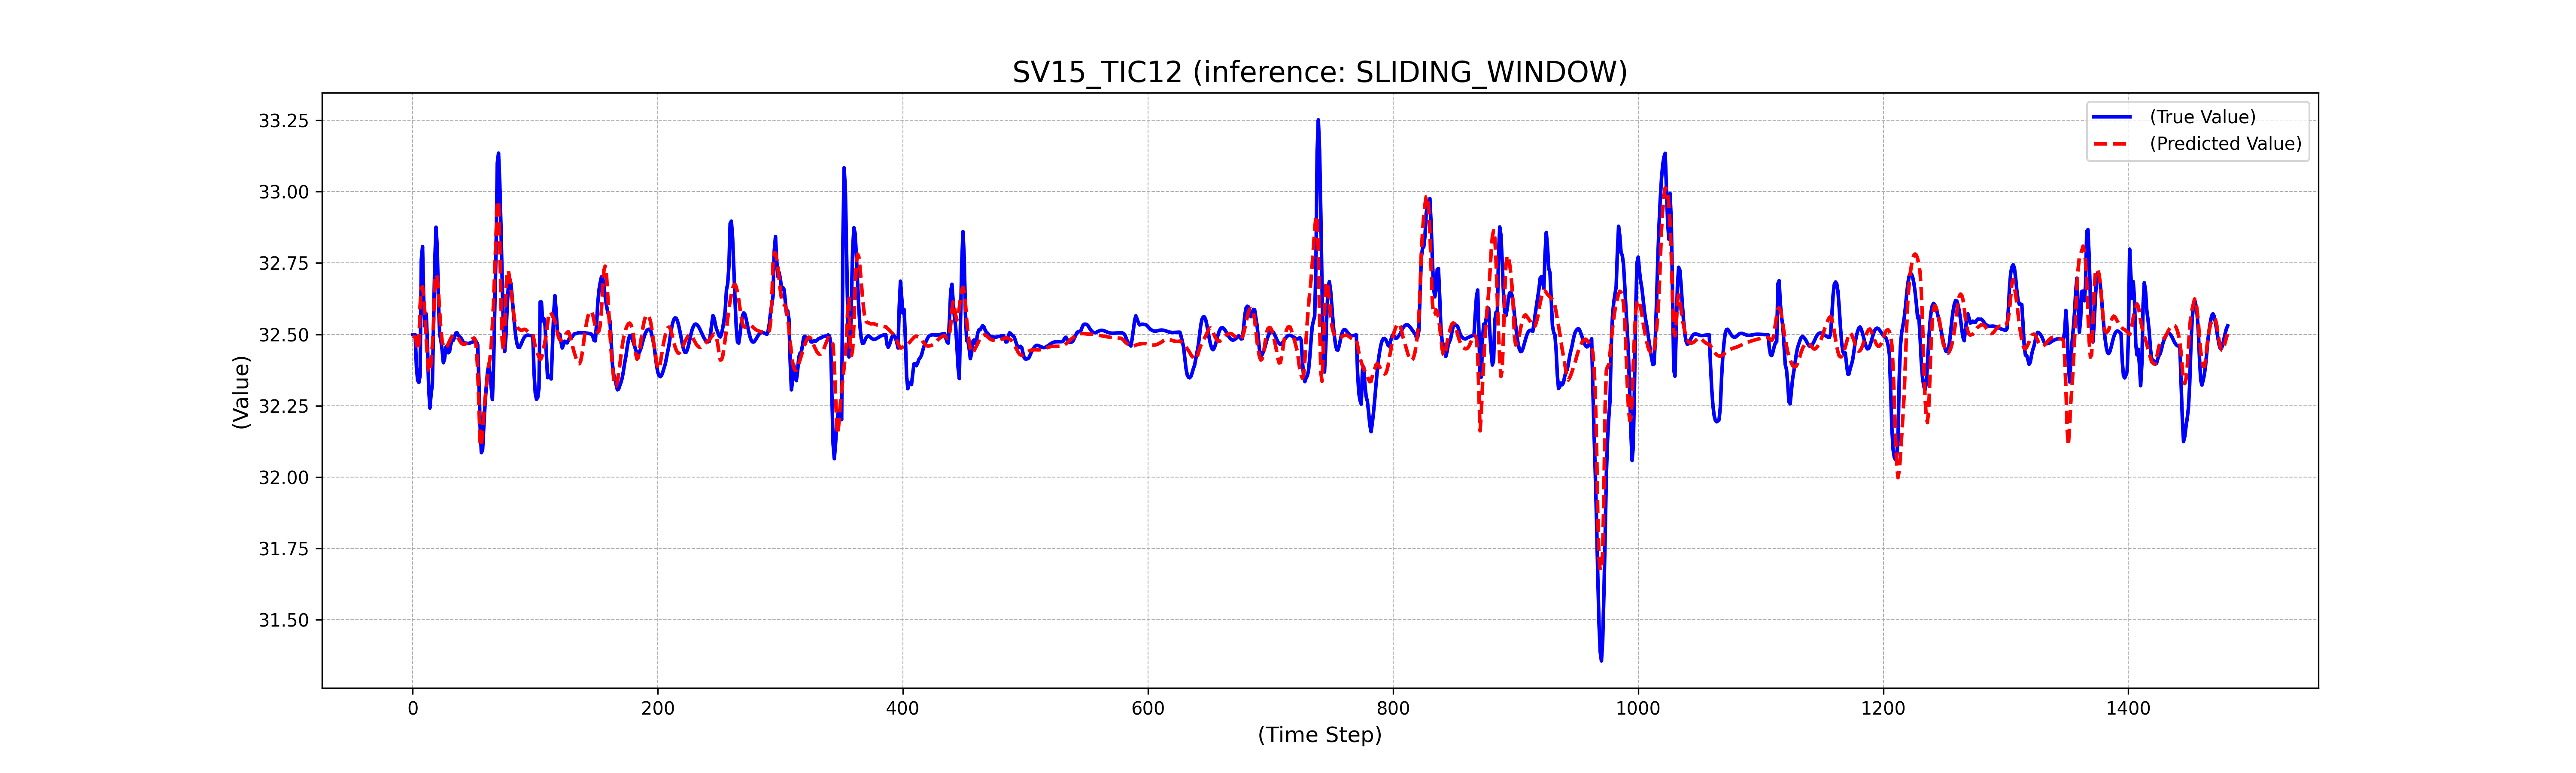 SV15_TIC12 (inference: SLIDING_WINDOW)
(True Value)
(Predicted Value)
(Value)
33.25
33.00
32.75
32.50
32.25
32.00
31.75
31.50
0 200 400 600 800 1000 1200 1400
(Time Step)